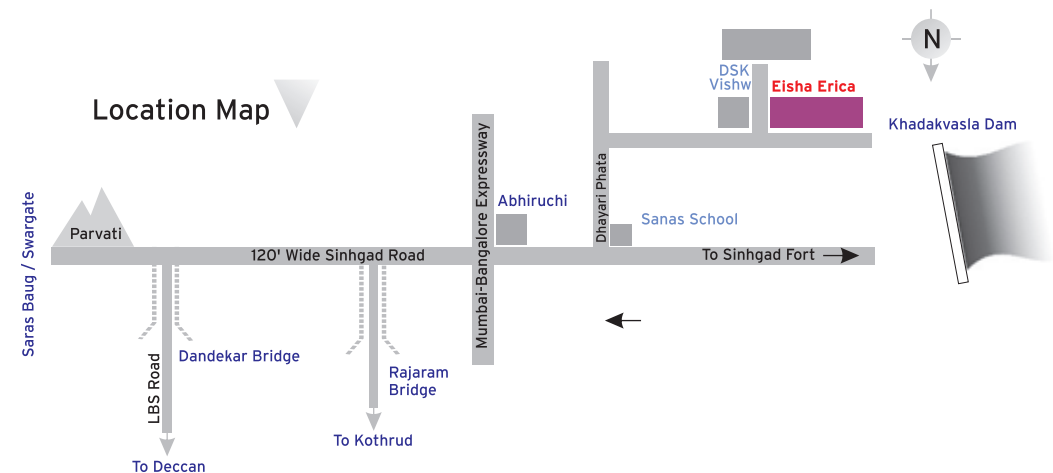 N
DSK
Vishw
Eisha Erica
Location Map
Khadakvasla Dam
Mumbai-Bangalore Expressway
Dhayari Phata
Saras Baug / Swargate
Abhiruchi
Sanas School
Parvati
120' Wide Sinhgad Road
To Sinhgad Fort
Dandekar Bridge
LBS Road
Rajaram
Bridge
To Kothrud
To Deccan